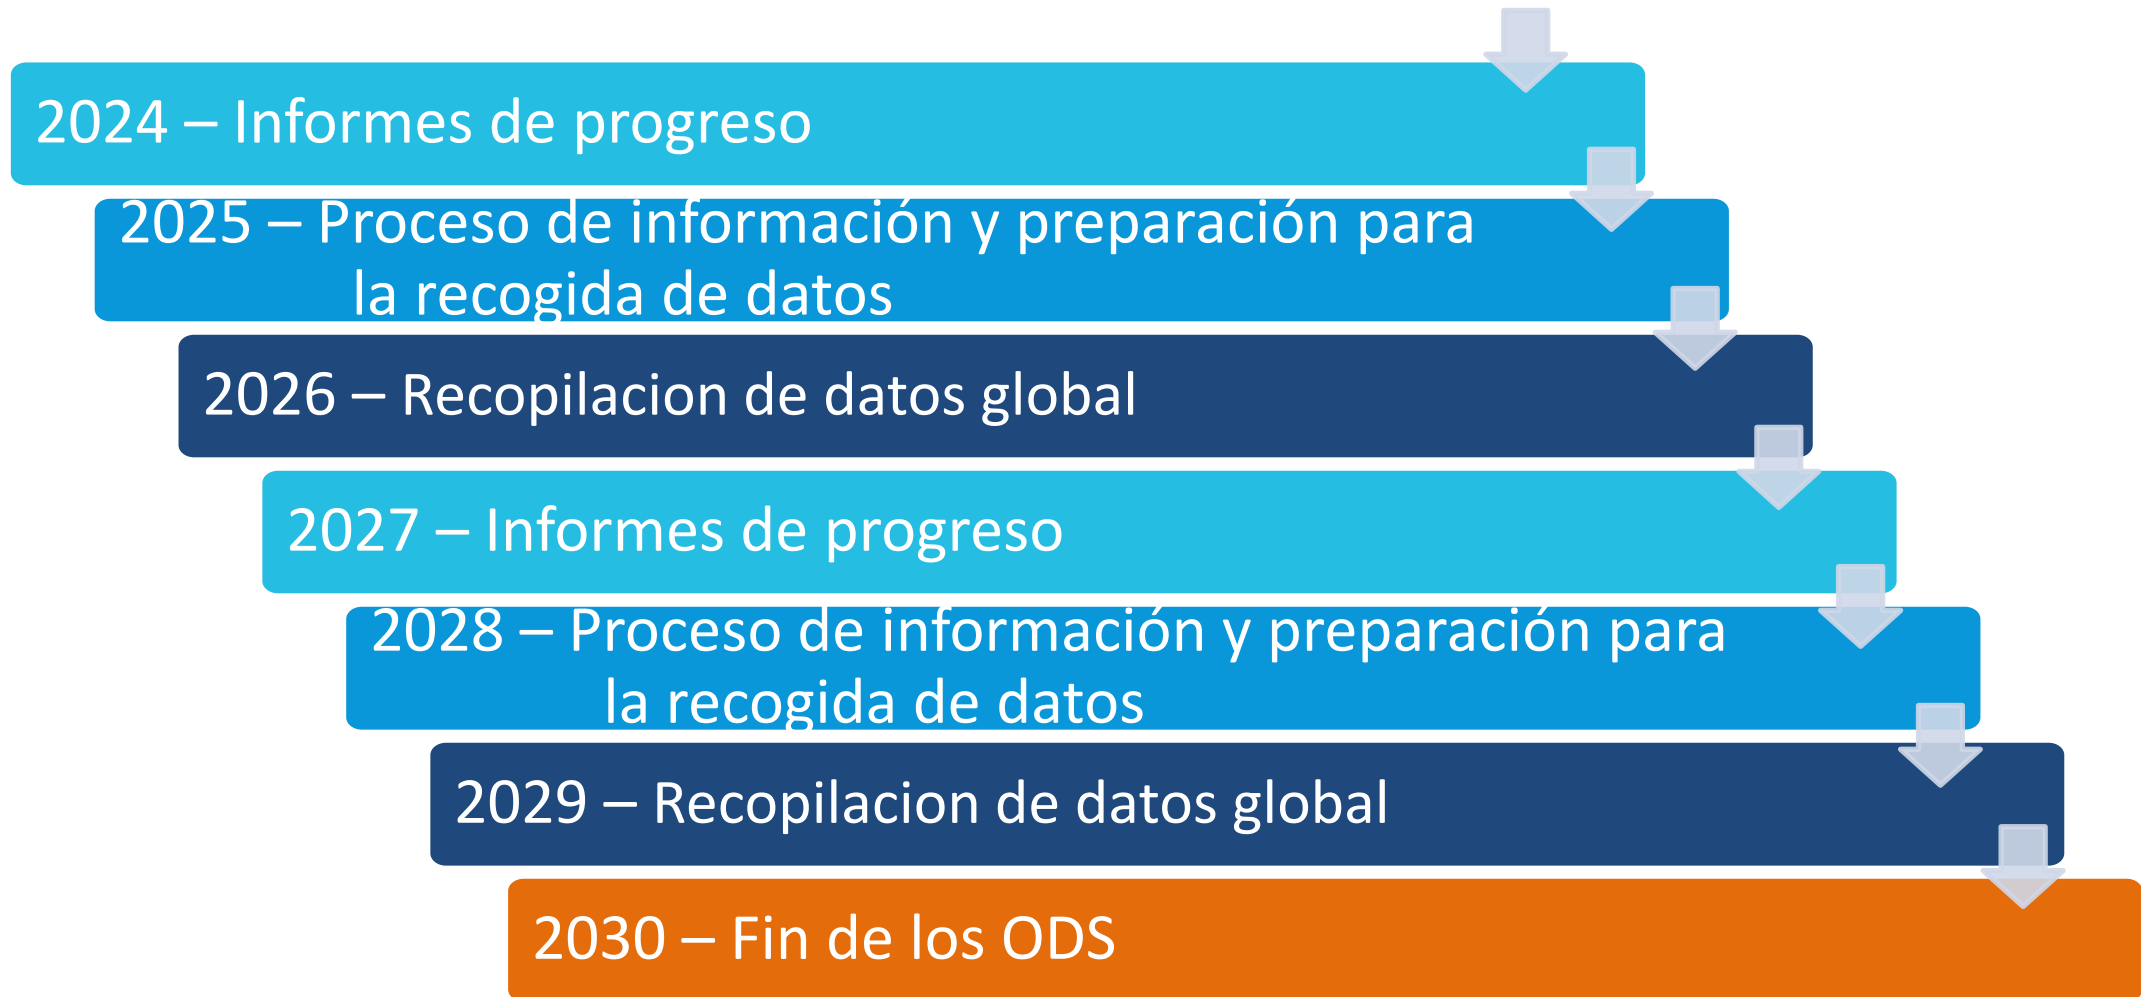 2024 – Informes de progreso
2025 – Proceso de información y preparación para
la recogida de datos
2026 – Recopilacion de datos global
2027 – Informes de progreso
2028 – Proceso de información y preparación para
la recogida de datos
2029 – Recopilacion de datos global
2030 – Fin de los ODS